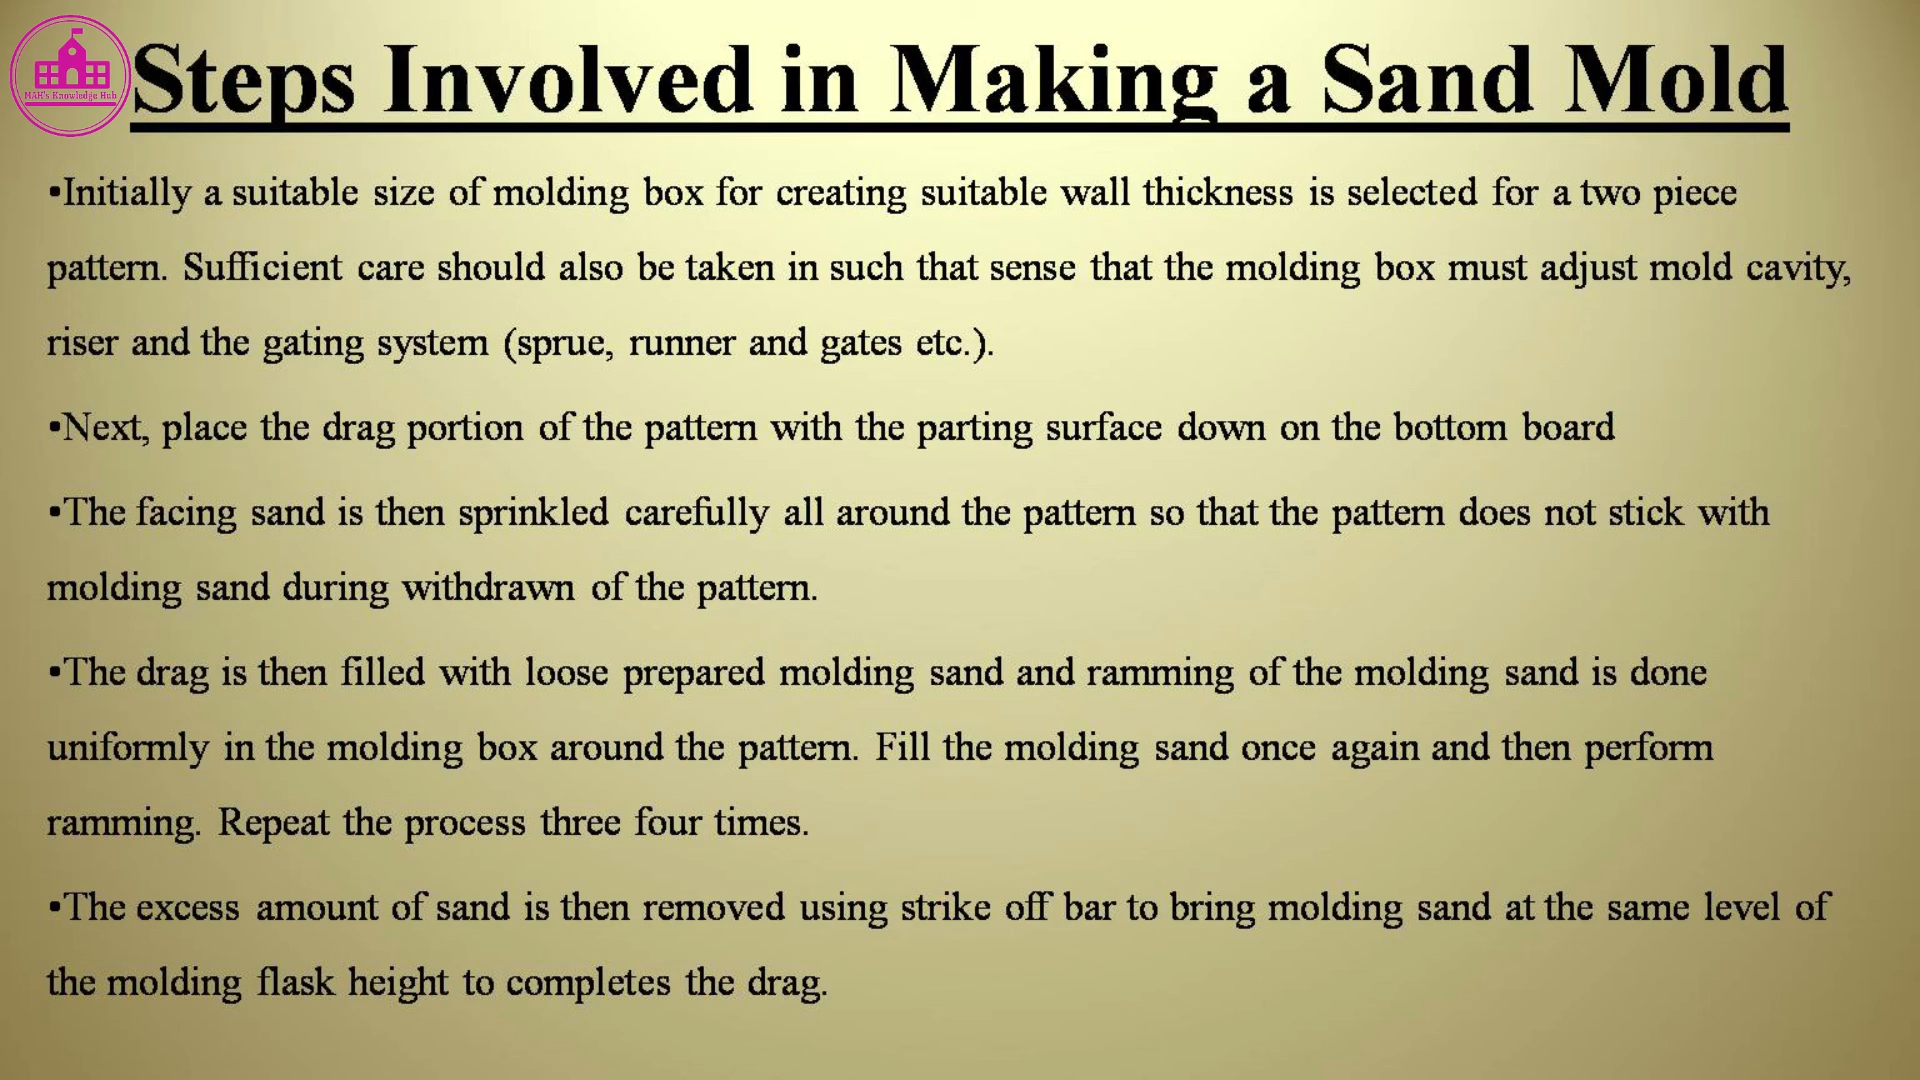 MAH's Knowledge Hub
Steps Involved in Making a Sand Mold
•Initially a suitable size of molding box for creating suitable wall thickness is selected for a two piece
pattern. Sufficient care should also be taken in such that sense that the molding box must adjust mold cavity,
riser and the gating system (sprue, runner and gates etc.).
•Next, place the drag portion of the pattern with the parting surface down on the bottom board
•The facing sand is then sprinkled carefully all around the pattern so that the pattern does not stick with
molding sand during withdrawn of the pattern.
•The drag is then filled with loose prepared molding sand and ramming of the molding sand is done
uniformly in the molding box around the pattern. Fill the molding sand once again and then perform
ramming. Repeat the process three four times.
•The excess amount of sand is then removed using strike off bar to bring molding sand at the same level of
the molding flask height to completes the drag.